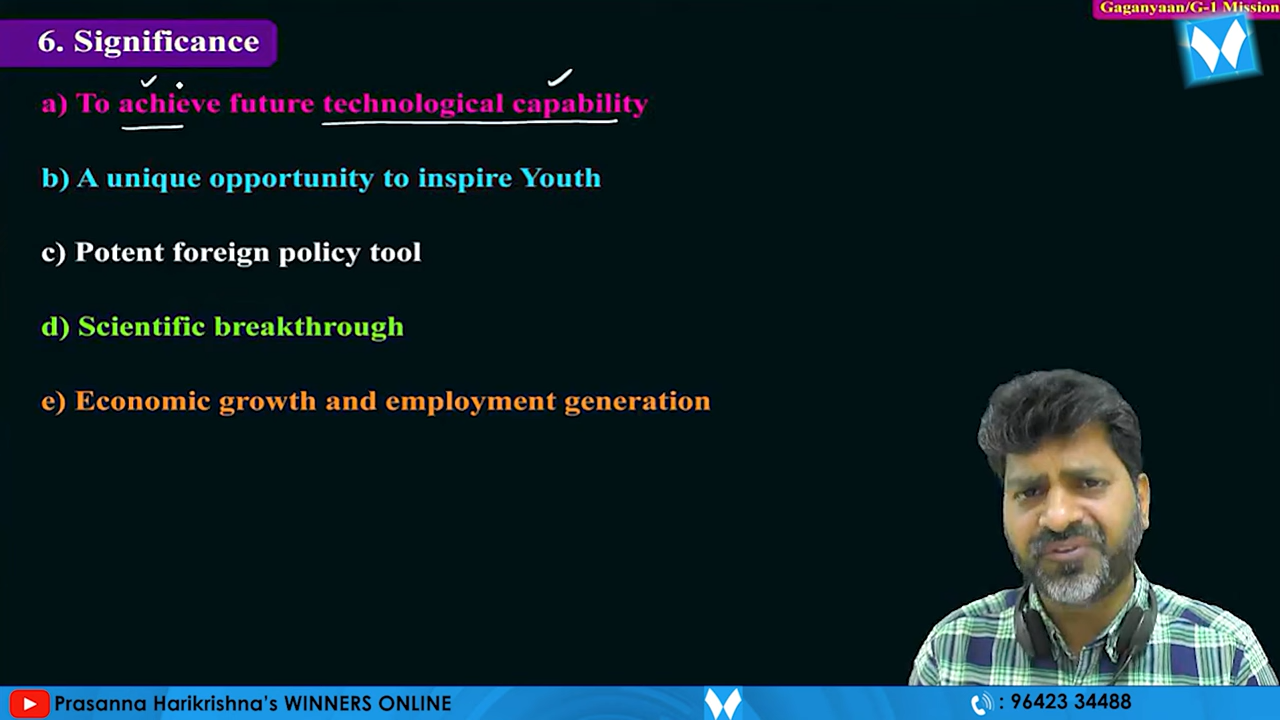 Gaganyaan/G-1 Mission
6. Significance
a) To achieve future technological capability
b) A unique opportunity to inspire Youth
c) Potent foreign policy tool
d) Scientific breakthrough
e) Economic growth and employment generation
Prasanna Harikrishna's WINNERS ONLINE
: 96423 34488